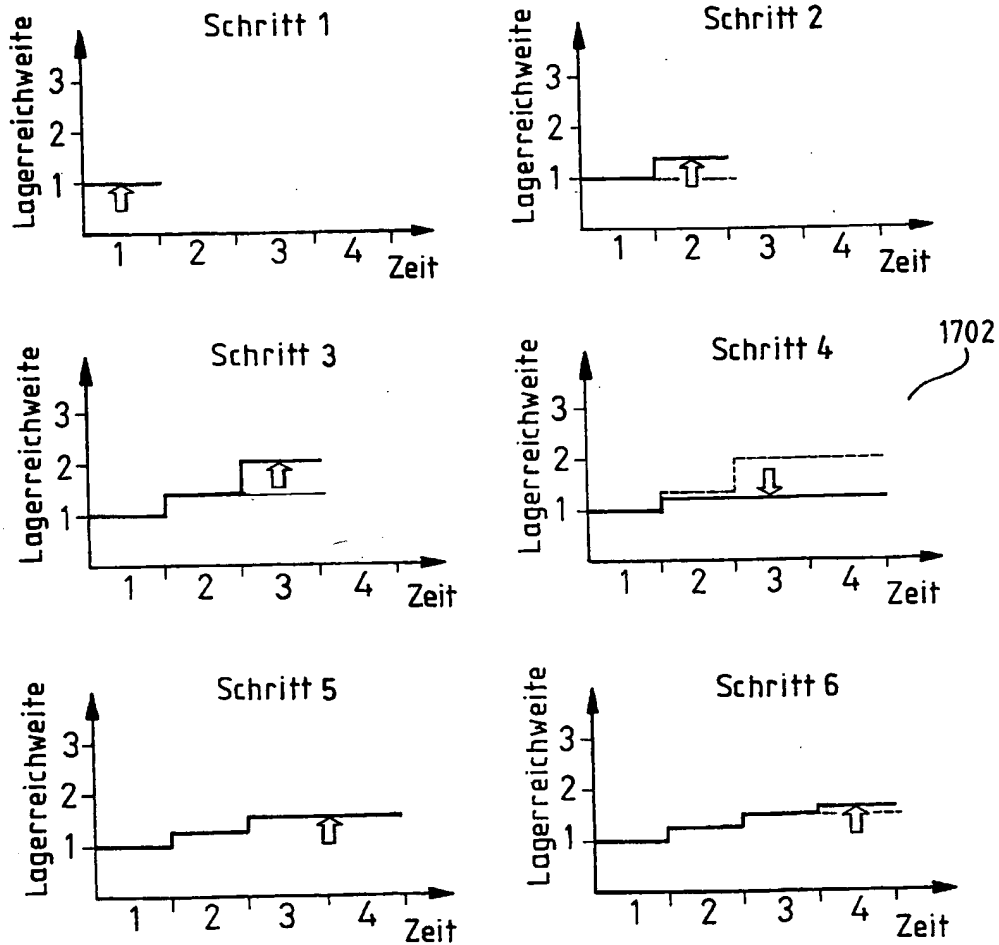 Schritt 1
Lagerreichweite
3
2
1
1 2 3 4
Zeit
Schritt 2
Lagerreichweite
3
2
1
1 2 3 4
Zeit
1702
Schritt 3
Lagerreichweite
3
2
1
1 2 3 4
Zeit
Schritt 4
Lagerreichweite
3
2
1
1 2 3 4
Zeit
Schritt 5
Lagerreichweite
3
2
1
1 2 3 4
Zeit
Schritt 6
Lagerreichweite
3
2
1
1 2 3 4
Zeit